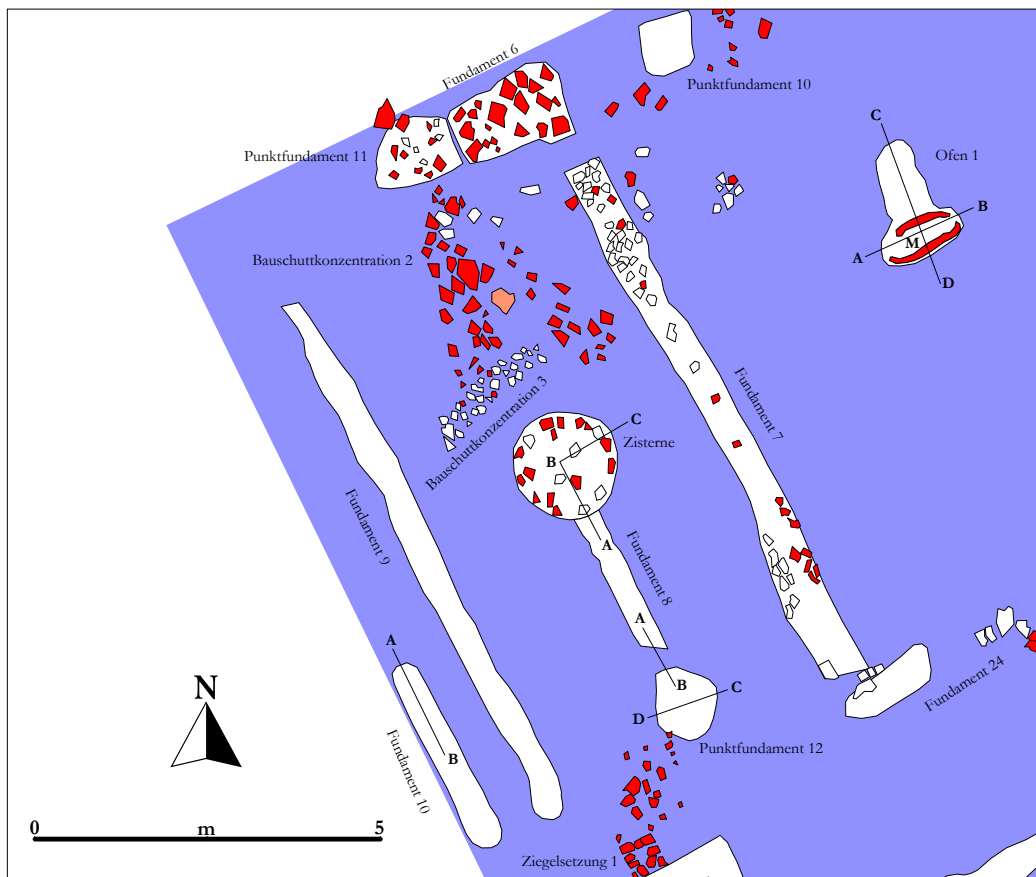 Fundament 6
Punktfundament 10
C
Punktfundament 11
Ofen 1
B
M
A
Bauschuttkonzentration 2
D
Fundament 7
Bauschuttkonzentration 3
C
Zisterne
B
Fundament 9
A
Fundament 8
A
A
Fundament 24
N
B
C
D
Punktfundament 12
B
Fundament 10
0
m
5
Ziegelsetzung 1